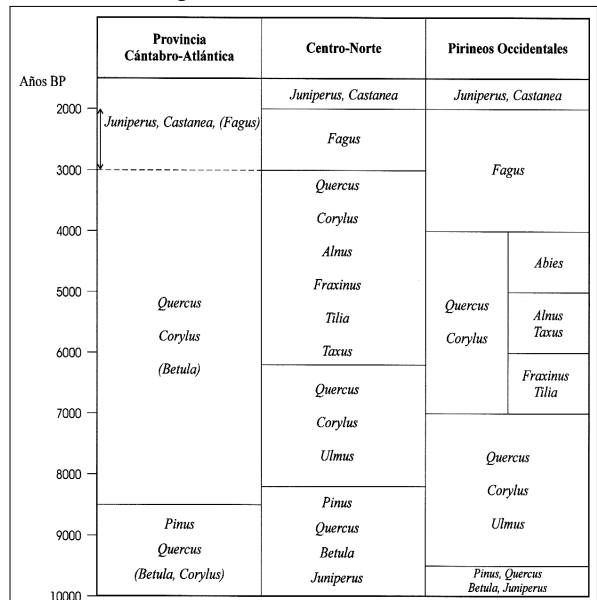 Provincia
Cántabro-Atlántica
Centro-Norte
Pirineos Occidentales
Años BP
2000
3000
4000
5000
6000
7000
8000
9000
10000
Juniperus, Castanea, (Fagus)
Quercus
Corylus
(Betula)
Pinus
Quercus
(Betula, Corylus)
Juniperus, Castanea
Fagus
Quercus
Corylus
Alnus
Fraxinus
Tilia
Taxus
Quercus
Corylus
Ulmus
Pinus
Quercus
Betula
Juniperus
Juniperus, Castanea
Fagus
Quercus
Corylus
Abies
Alnus
Taxus
Fraxinus
Tilia
Quercus
Corylus
Ulmus
Pinus, Quercus
Betula, Juniperus